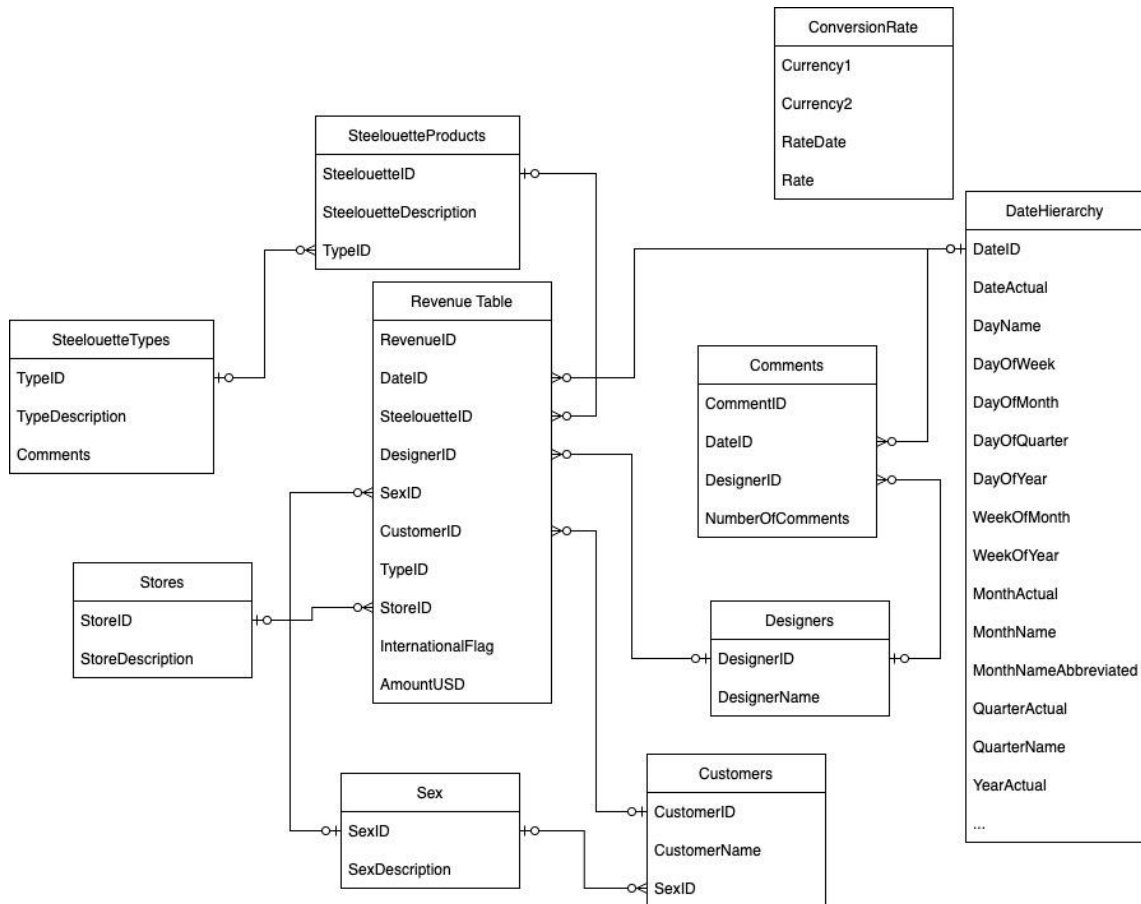 ConversionRate
Currency1
Currency2
RateDate
Rate
SteelouetteProducts
SteelouetteID
SteelouetteDescription
TypeID
DateHierarchy
DateID
DateActual
DayName
DayOfWeek
DayOfMonth
DayOfQuarter
DayOfYear
WeekOfMonth
WeekOfYear
MonthActual
MonthName
MonthNameAbbreviated
QuarterActual
QuarterName
YearActual
...
Revenue Table
RevenueID
DateID
SteelouetteID
DesignerID
SexID
CustomerID
TypeID
StoreID
InternationalFlag
AmountUSD
SteelouetteTypes
TypeID
TypeDescription
Comments
Comments
CommentID
DateID
DesignerID
NumberOfComments
Stores
StoreID
StoreDescription
Designers
DesignerID
DesignerName
Sex
SexID
SexDescription
Customers
CustomerID
CustomerName
SexID